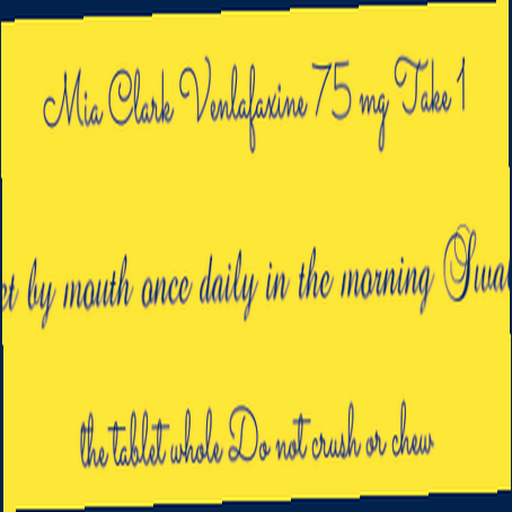 Mia Clark Venlafaxine 75 mg Take 1
by mouth once daily in the morning
the tablet whole Do not crush or chew